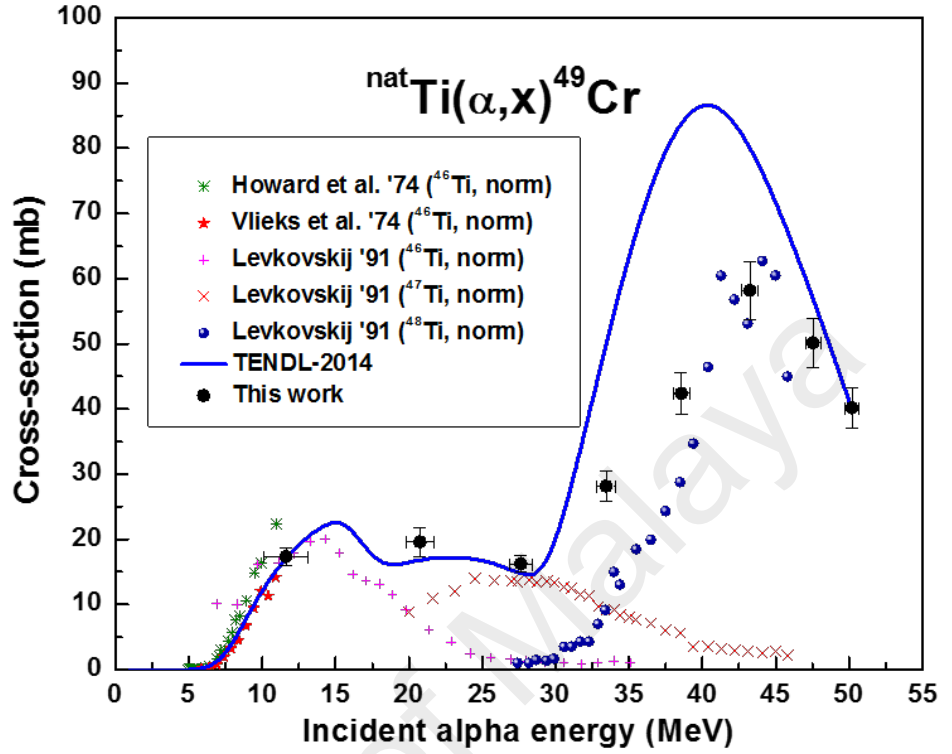 100
90
80
70
60
50
40
30
20
10
0
Cross-section (mb)
natTi(α,x)49Cr
Howard et al. '74 (46Ti, norm)
Vlieks et al. '74 (46Ti, norm)
Levkovskij '91 (46Ti, norm)
Levkovskij '91 (47Ti, norm)
Levkovskij '91 (48Ti, norm)
TENDL-2014
This work
0 5 10 15 20 25 30 35 40 45 50 55
Incident alpha energy (MeV)
of Malaya